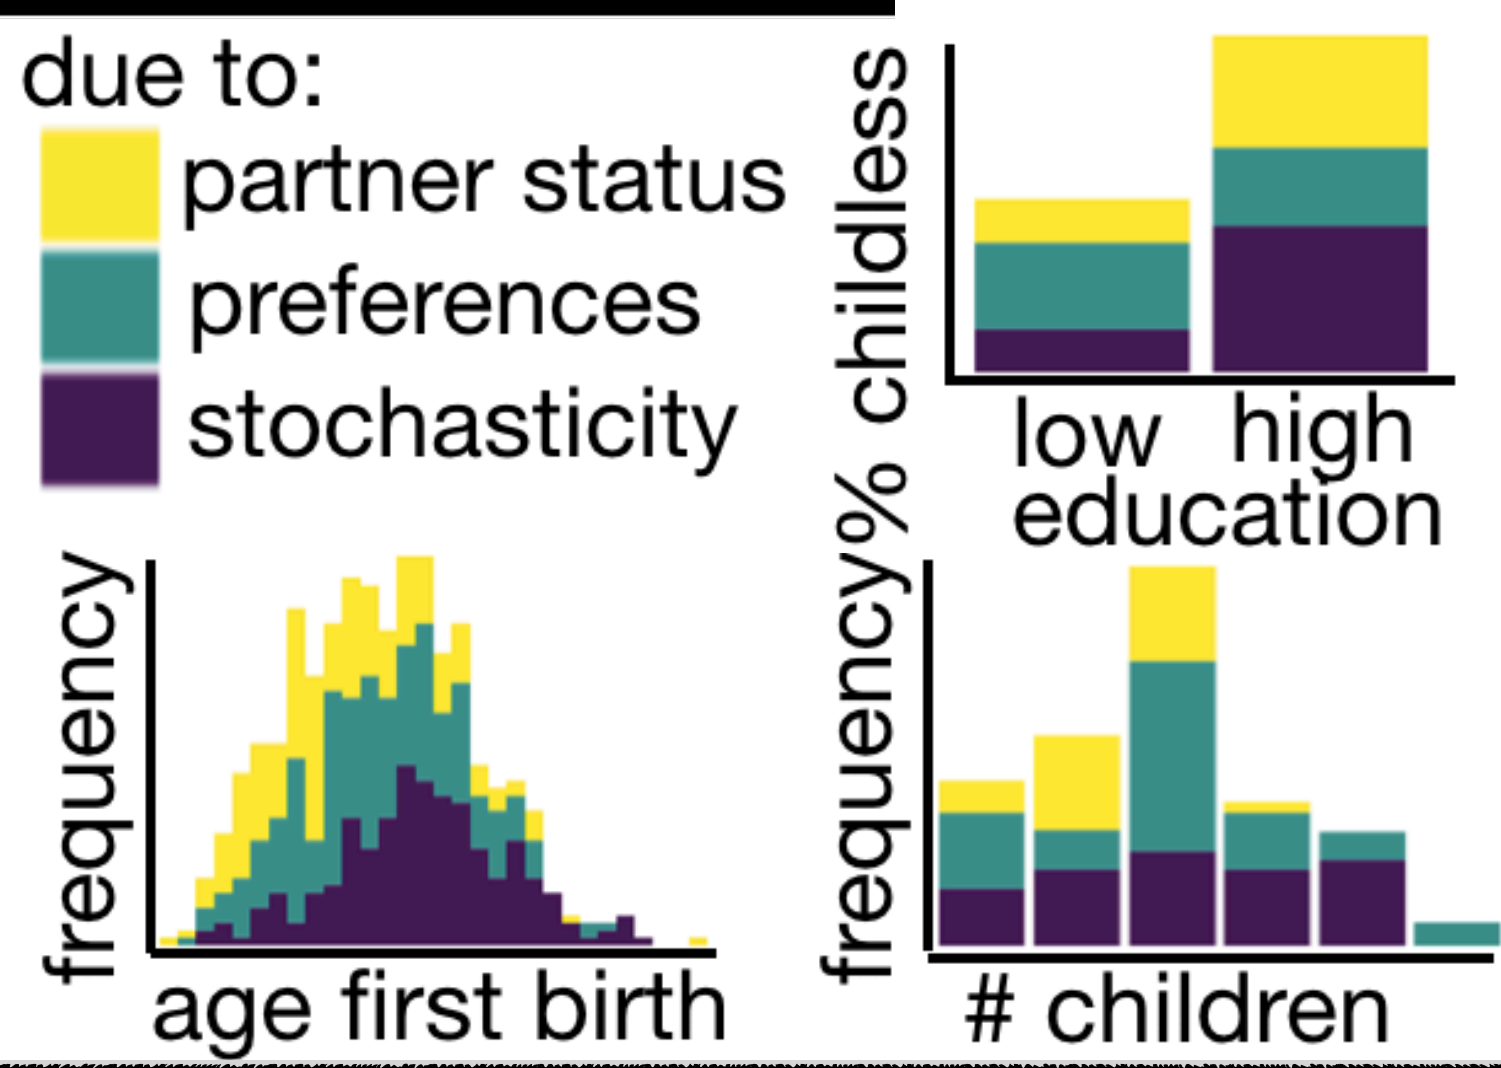 due to:
partner status
preferences
stochasticity
% childless
low high
education
frequency
age first birth
frequency
# children